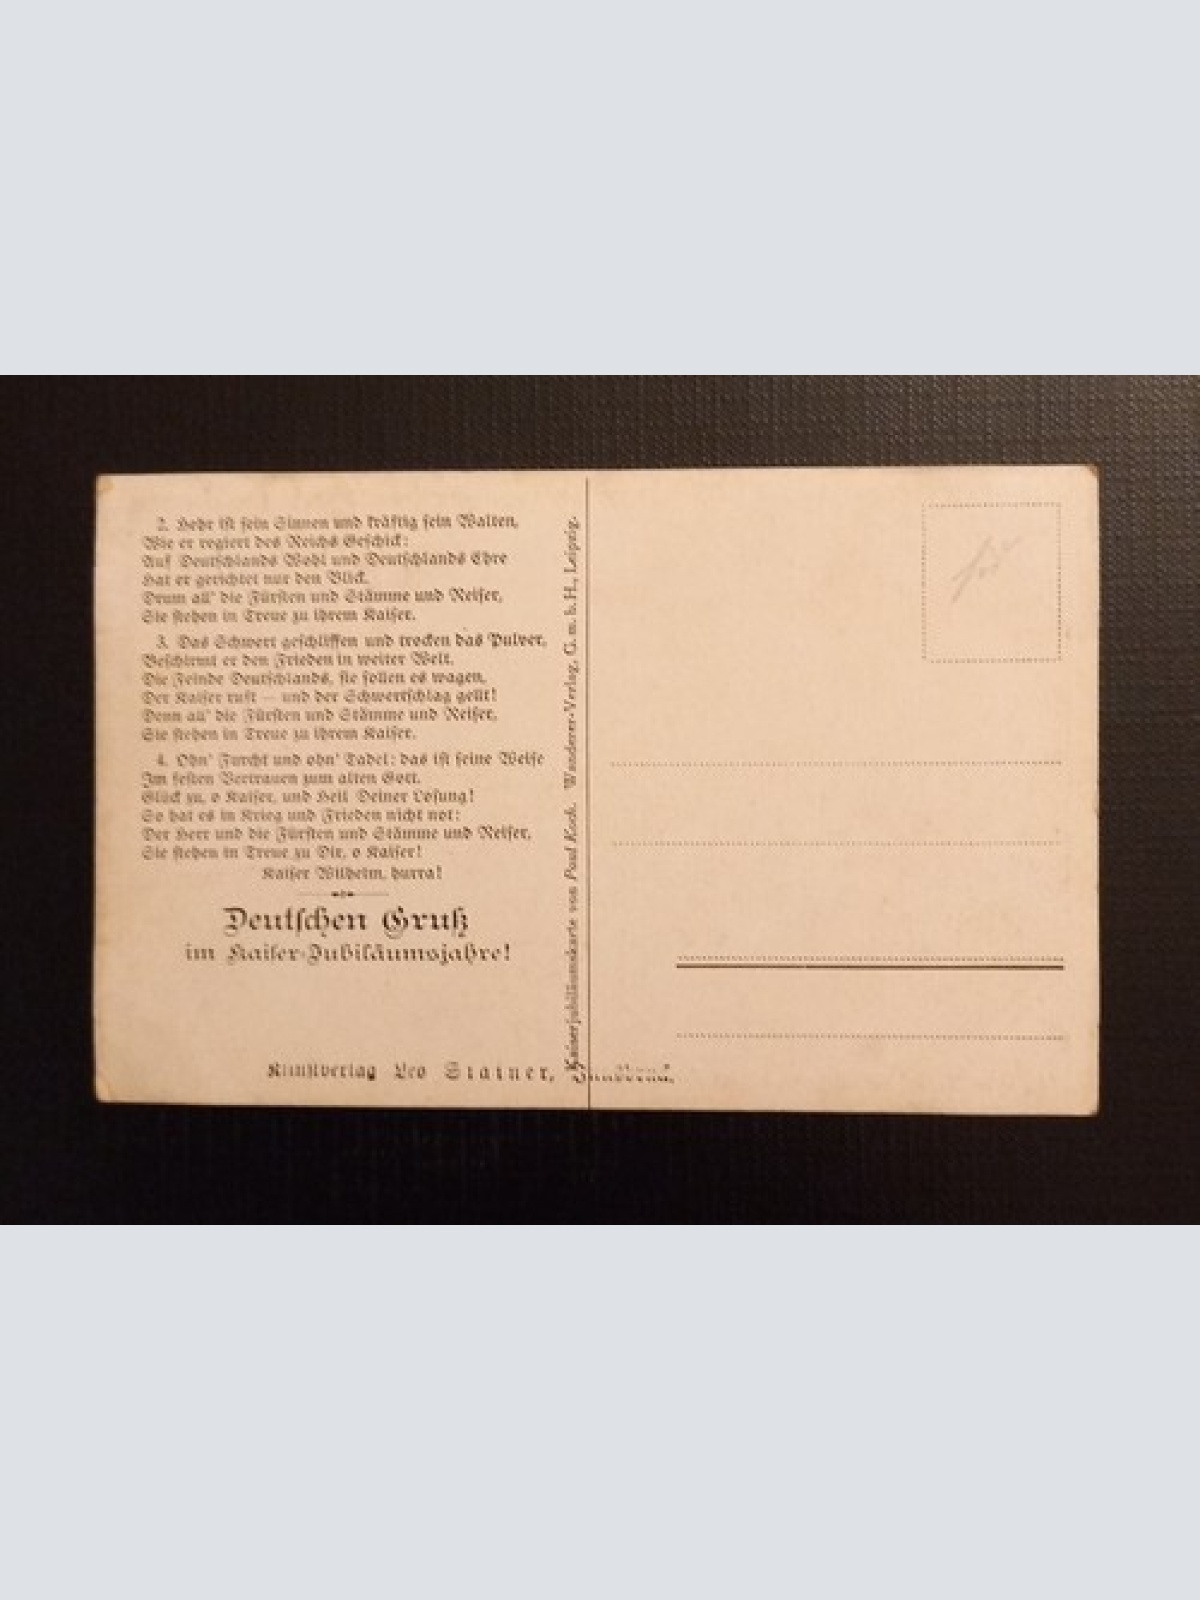 2. Hehr ist sein Sinnen und kräftig sein Walten,
Wie er regiert des Reichs Geschick:
Auf Deutschlands Wohl und Deutschlands Ehre
Hat er gerichtet nur den Blick.
Drum all' die Fürsten und Stämme und Reiser,
Sie stehen in Treue zu ihrem Kaiser.
3. Das Schwert geschliffen und trocken das Pulver,
Beschirmt er den Frieden in weiter Welt.
Die Feinde Deutschlands, sie sollen es wagen,
Der Kaiser ruft — und der Schwertschlag gellt!
Denn all' die Fürsten und Stämme und Reiser,
Sie stehen in Treue zu ihrem Kaiser.
4. Ohn' Furcht und ohn' Tadel: das ist seine Weise
Im festen Vertrauen zum alten Gott.
Glück zu, o Kaiser, und Heil Deiner Losung!
So hat es in Krieg und Frieden nicht not:
Der Herr und die Fürsten und Stämme und Reiser,
Sie stehen in Treue zu Dir, o Kaiser!
Kaiser Wilhelm, hurra!
Deutschen Gruß
im Kaiser-Jubiläumsjahre!
Kunstverlag Leo Stainer, Innsbruck.
Kaiserjubiläumskarte von Paul Koch. Wanderer-Verlag, G. m. b. H., Leipzig.